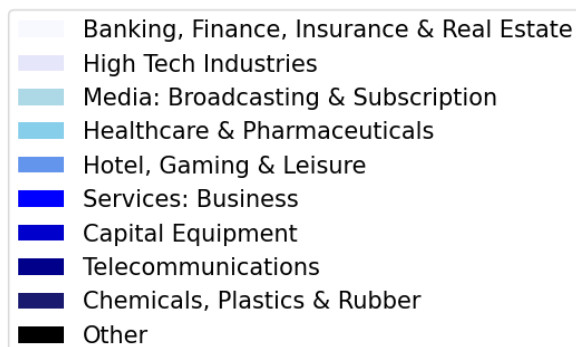 Banking, Finance, Insurance & Real Estate
High Tech Industries
Media: Broadcasting & Subscription
Healthcare & Pharmaceuticals
Hotel, Gaming & Leisure
Services: Business
Capital Equipment
Telecommunications
Chemicals, Plastics & Rubber
Other